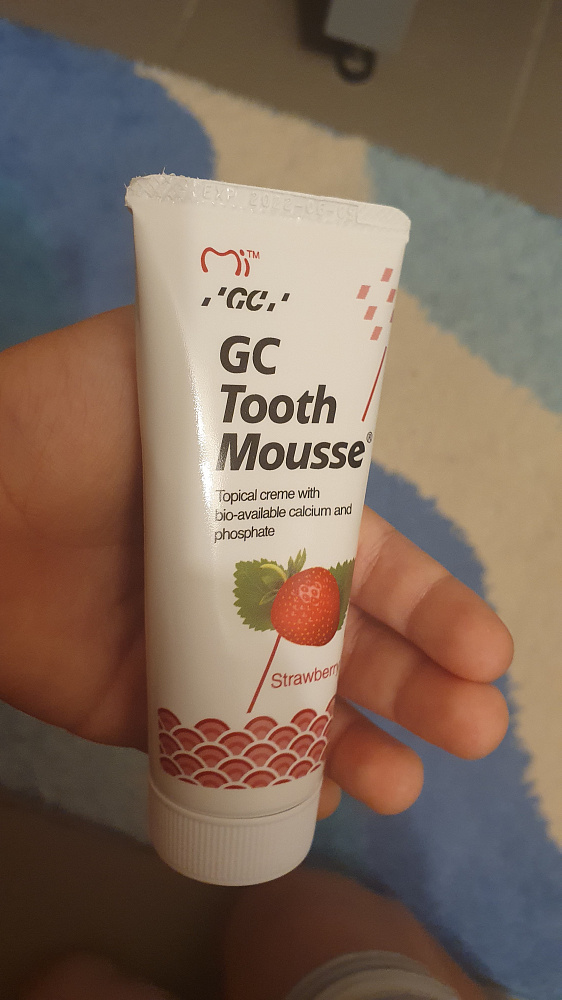 Mi™
GC
GC
Tooth
Mousse®
Topical creme with
bio-available calcium and
phosphate
Strawberry